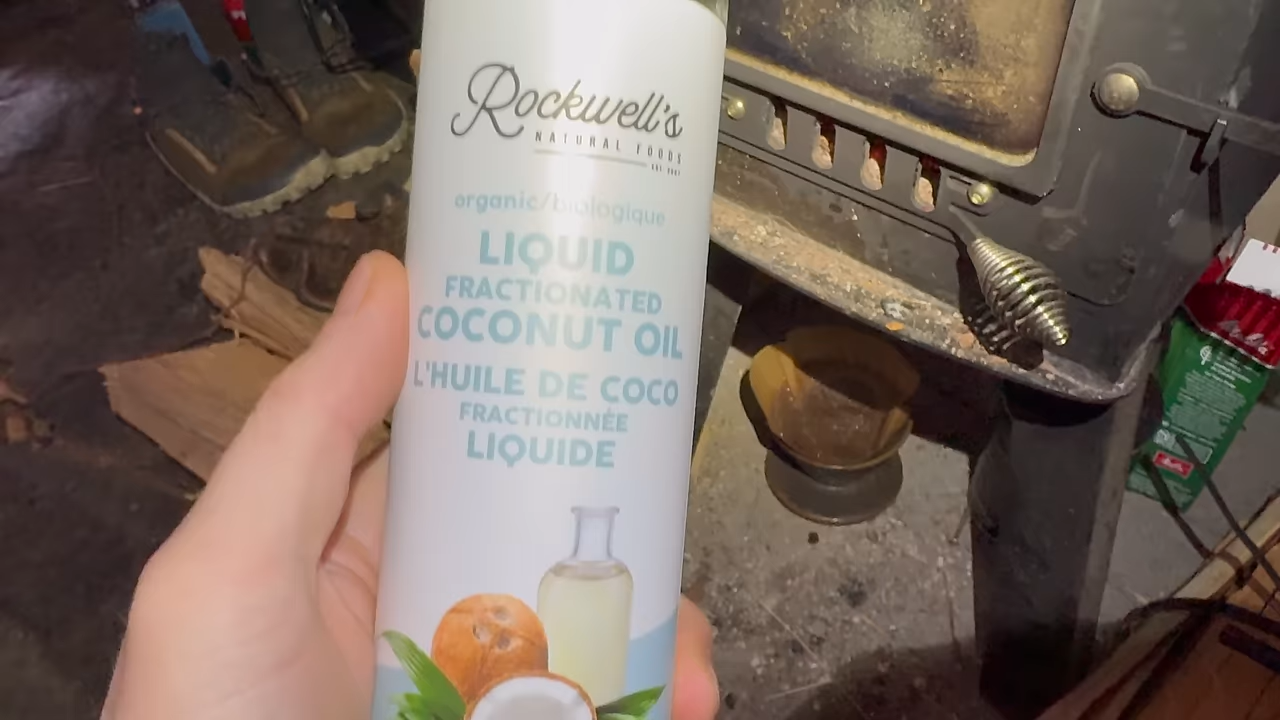 Rockwell's
NATURAL FOODS
organic/biologique
LIQUID
FRACTIONATED
COCONUT OIL
L'HUILE DE COCO
FRACTIONNÉE
LIQUIDE